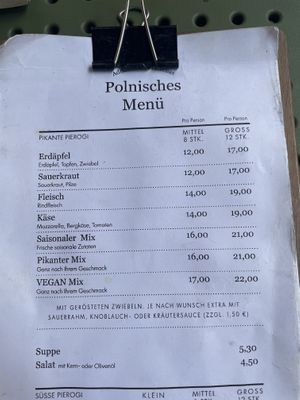 Polnisches
Menü
Pro Person Pro Person
PIKANTE PIEROGI MITTEL GROSS
8 STK. 12 STK.
Erdäpfel 12,00 17,00
Erdäpfel, Topfen, Zwiebel
Sauerkraut 12,00 17,00
Sauerkraut, Pilze
Fleisch 14,00 19,00
Rindfleisch
Käse 14,00 19,00
Mozzarella, Bergkäse, Tomaten
Saisonaler Mix 16,00 21,00
Frische saisonale Zutaten
Pikanter Mix 16,00 21,00
Ganz nach Ihrem Geschmack
VEGAN Mix 17,00 22,00
Ganz nach Ihrem Geschmack
MIT GERÖSTETEN ZWIEBELN, JE NACH WUNSCH EXTRA MIT
SAUERRAHM, KNOBLAUCH- ODER KRÄUTERSAUCE (ZZGL. 1,50 €)
Suppe 5,30
Salat mit Kern- oder Olivenöl 4,50
SÜSSE PIEROGI KLEIN MITTEL GROSS